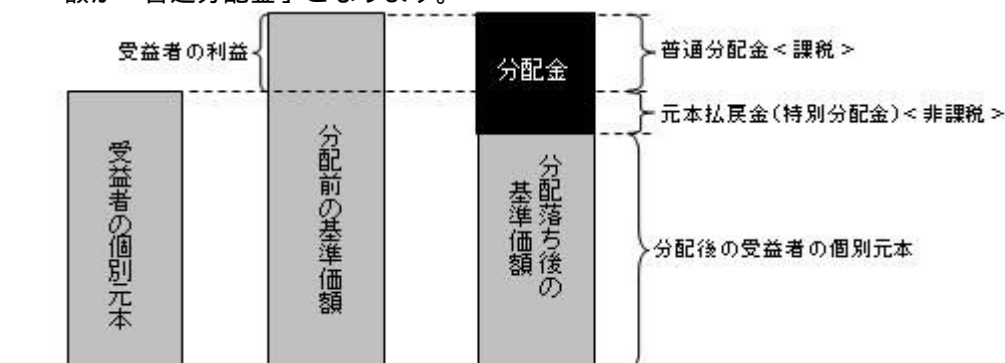 額が「普通分配金」となります。
受益者の利益
分配金
普通分配金<課税>
元本払戻金(特別分配金)<非課税>
受益者の個別元本
分配前の基準価額
分配落ち後の
基準価額
分配後の受益者の個別元本